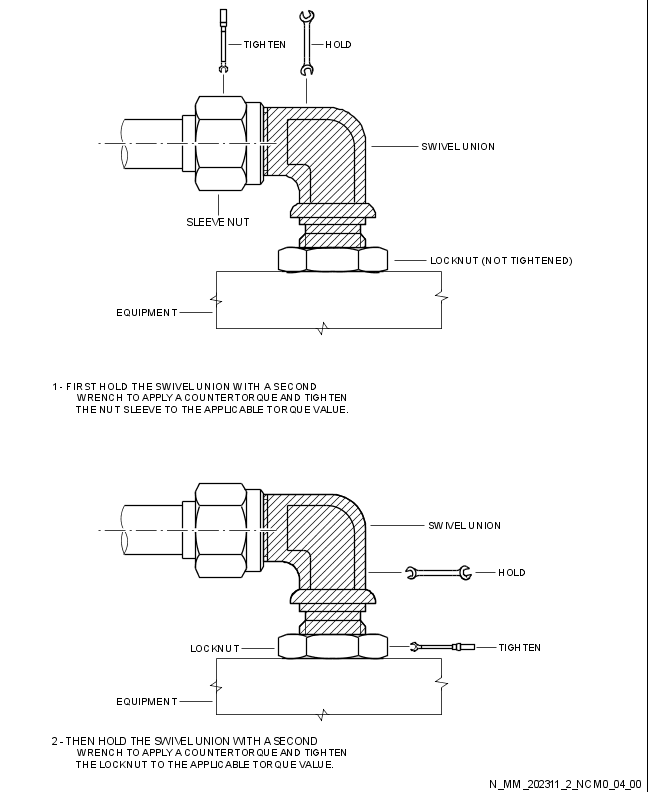 TIGHTEN
HOLD
SWIVEL UNION
SLEEVE NUT
LOCKNUT (NOT TIGHTENED)
EQUIPMENT
1 - FIRST HOLD THE SWIVEL UNION WITH A SECOND
WRENCH TO APPLY A COUNTERTORQUE AND TIGHTEN
THE NUT SLEEVE TO THE APPLICABLE TORQUE VALUE.
SWIVEL UNION
HOLD
LOCKNUT
TIGHTEN
EQUIPMENT
2 - THEN HOLD THE SWIVEL UNION WITH A SECOND
WRENCH TO APPLY A COUNTERTORQUE AND TIGHTEN
THE LOCKNUT TO THE APPLICABLE TORQUE VALUE.
N_MM_202311_2_NCM0_04_00